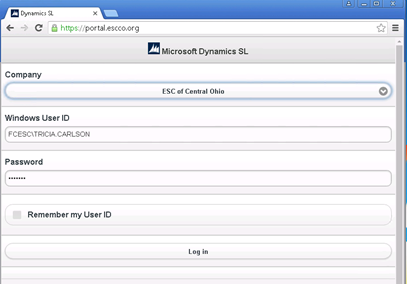 Dynamics SL
https://portal.escco.org
Microsoft Dynamics SL
Company
ESC of Central Ohio
Windows User ID
FCESC\TRICIA.CARLSON
Password
•••••••
Remember my User ID
Log in